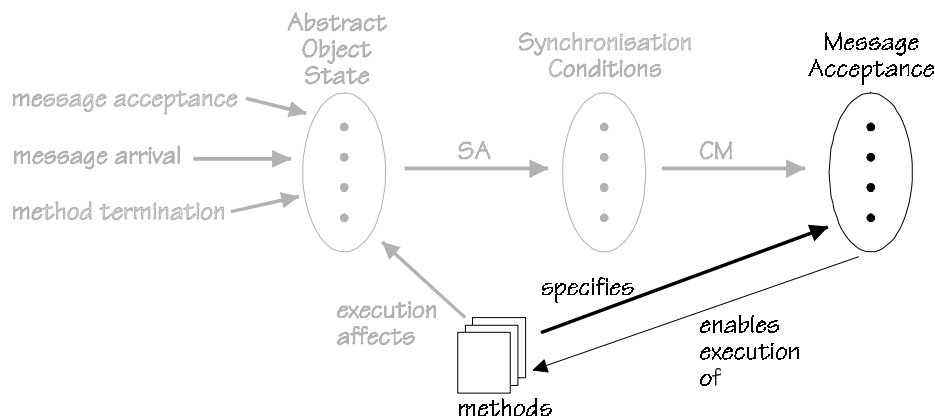 Abstract
Object
State
Synchronisation
Conditions
Message
Acceptance
message acceptance
message arrival
method termination
SA
CM
specifies
execution
affects
enables
execution
of
methods